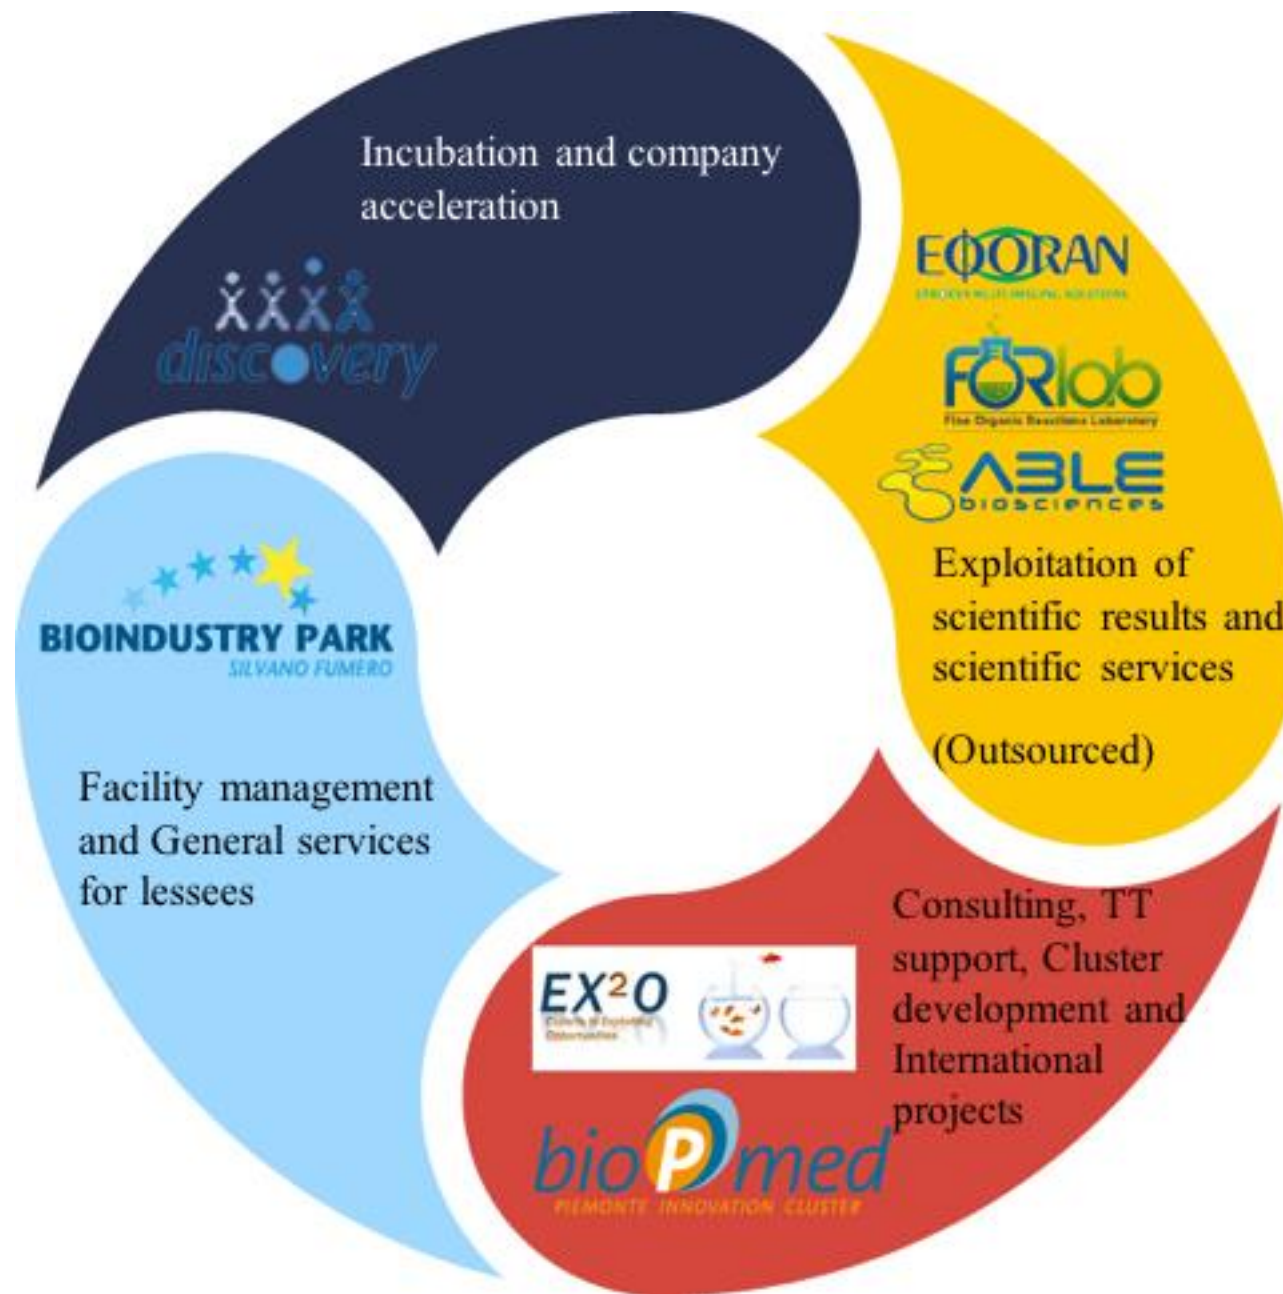 Incubation and company
acceleration
discovery
EΦORAN
FORlab
Fine Organic Reactions Laboratory
ABLE
biosciences
Exploitation of
scientific results and
scientific services
(Outsourced)
BIOINDUSTRY PARK
SILVANO FUMERO
Facility management
and General services
for lessees
Consulting, TT
support, Cluster
development and
International
projects
EX²O
Opportunities
bioPmed
PIEMONTE INNOVATION CLUSTER